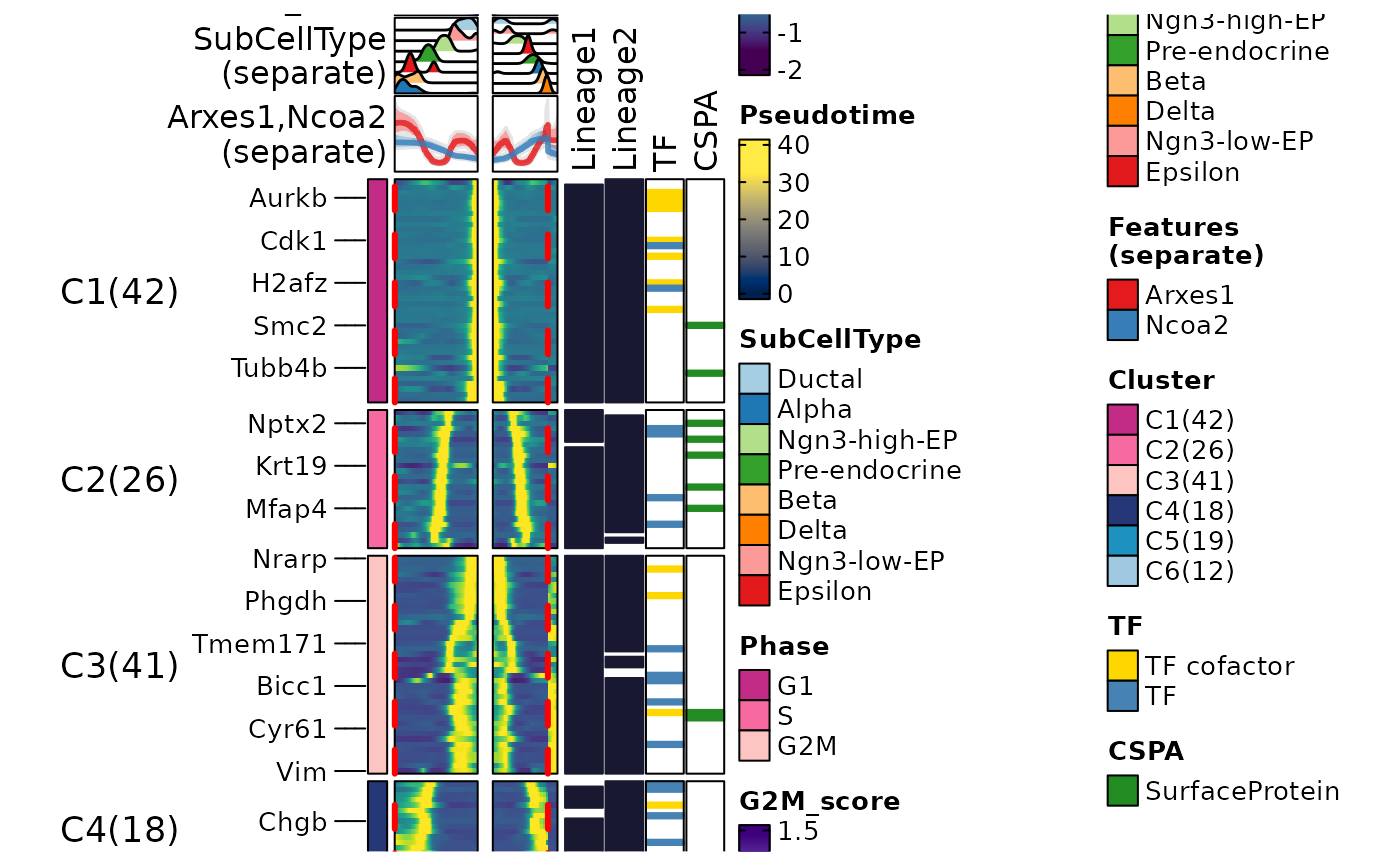 SubCellType
(separate)
Arxes1,Ncoa2
(separate)
Lineage1
Lineage2
TF
CSPA
Aurkb
Cdk1
H2afz
Smc2
Tubb4b
C1(42)
Nptx2
Krt19
Mfap4
C2(26)
Nrarp
Phgdh
Tmem171
Bicc1
Cyr61
Vim
C3(41)
Chgb
C4(18)
-1
-2
Pseudotime
40
30
20
10
0
SubCellType
Ductal
Alpha
Ngn3-high-EP
Pre-endocrine
Beta
Delta
Ngn3-low-EP
Epsilon
Phase
G1
S
G2M
G2M_score
1.5
Ngn3-high-EP
Pre-endocrine
Beta
Delta
Ngn3-low-EP
Epsilon
Features
(separate)
Arxes1
Ncoa2
Cluster
C1(42)
C2(26)
C3(41)
C4(18)
C5(19)
C6(12)
TF
TF cofactor
TF
CSPA
SurfaceProtein